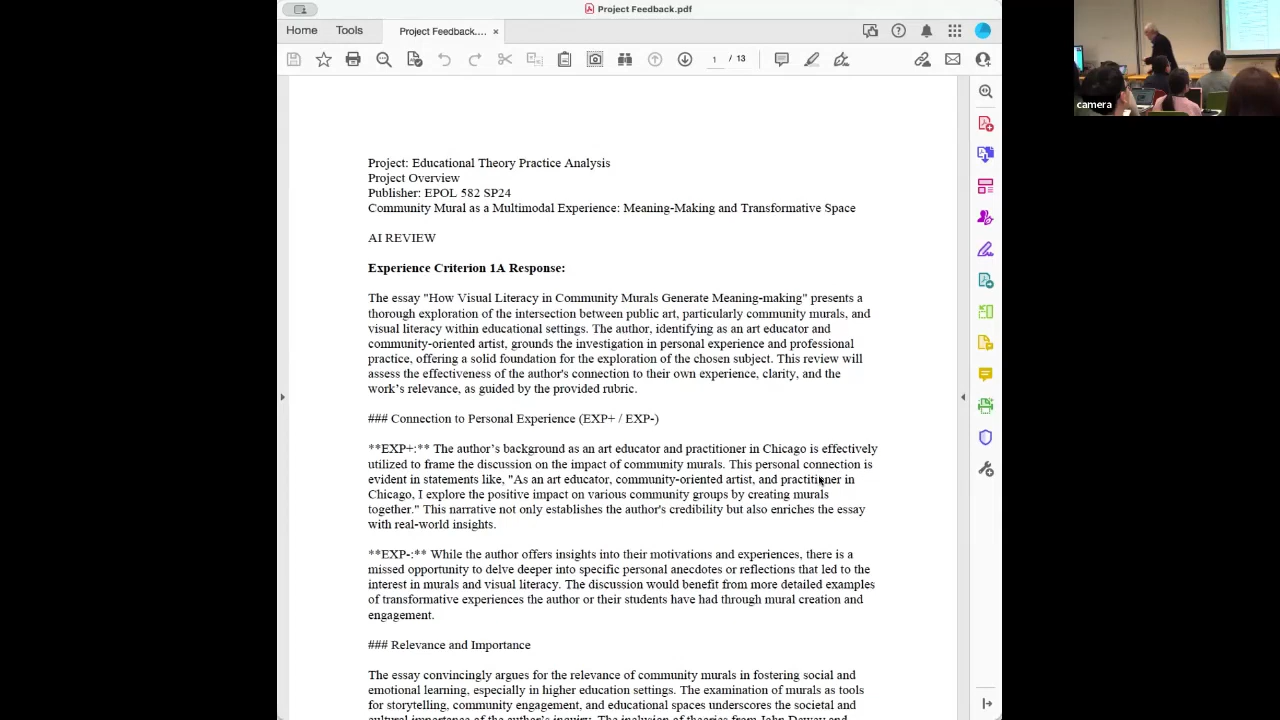 Project Feedback.pdf
Home
Tools
Project Feedback....
1 / 13
camera
Project: Educational Theory Practice Analysis
Project Overview
Publisher: EPOL 582 SP24
Community Mural as a Multimodal Experience: Meaning-Making and Transformative Space
AI REVIEW
Experience Criterion 1A Response:
The essay "How Visual Literacy in Community Murals Generate Meaning-making" presents a
thorough exploration of the intersection between public art, particularly community murals, and
visual literacy within educational settings. The author, identifying as an art educator and
community-oriented artist, grounds the investigation in personal experience and professional
practice, offering a solid foundation for the exploration of the chosen subject. This review will
assess the effectiveness of the author's connection to their own experience, clarity, and the
work's relevance, as guided by the provided rubric.
### Connection to Personal Experience (EXP+ / EXP-)
**EXP+:** The author's background as an art educator and practitioner in Chicago is effectively
utilized to frame the discussion on the impact of community murals. This personal connection is
evident in statements like, "As an art educator, community-oriented artist, and practitioner in
Chicago, I explore the positive impact on various community groups by creating murals
together." This narrative not only establishes the author's credibility but also enriches the essay
with real-world insights.
**EXP-:** While the author offers insights into their motivations and experiences, there is a
missed opportunity to delve deeper into specific personal anecdotes or reflections that led to the
interest in murals and visual literacy. The discussion would benefit from more detailed examples
of transformative experiences the author or their students have had through mural creation and
engagement.
### Relevance and Importance
The essay convincingly argues for the relevance of community murals in fostering social and
emotional learning, especially in higher education settings. The examination of murals as tools
for storytelling, community engagement, and educational spaces underscores the societal and
cultural importance of the author's inquiry. The inclusion of theories from John Dewey and